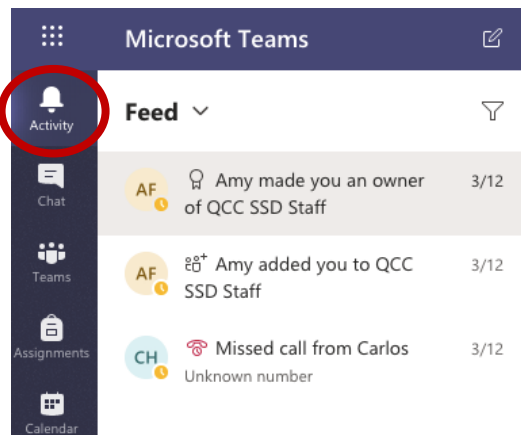 Microsoft Teams
Activity
Feed
AF
Amy made you an owner
3/12
of QCC SSD Staff
Chat
AF
Amy added you to QCC
3/12
SSD Staff
Teams
CH
Missed call from Carlos
3/12
Unknown number
Assignments
Calendar